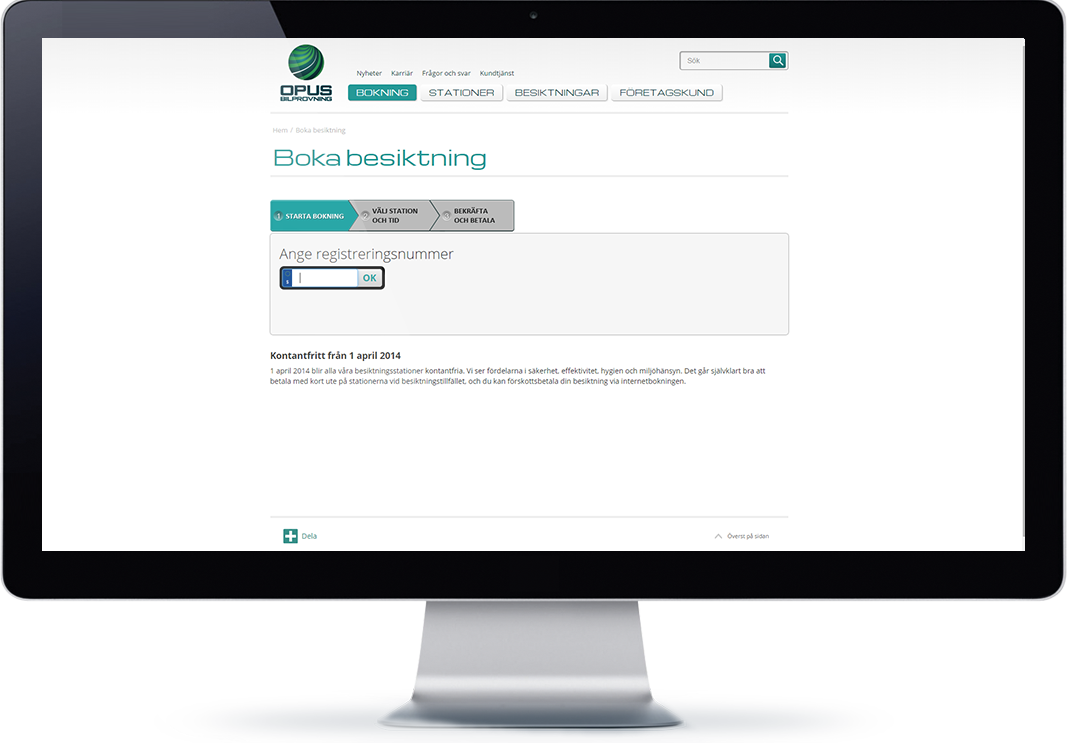 OPUS
BILPROVNING
Nyheter Karriär Frågor och svar Kundtjänst
Sök
BOKNING STATIONER BESIKTNINGAR FÖRETAGSKUND
Hem / Boka besiktning
Boka besiktning
1 STARTA BOKNING
2 VÄLJ STATION
OCH TID
3 BEKRÄFTA
OCH BETALA
Ange registreringsnummer
S
OK
Kontantfritt från 1 april 2014
1 april 2014 blir alla våra besiktningsstationer kontantfria. Vi ser fördelarna i säkerhet, effektivitet, hygien och miljöhänsyn. Det går självklart bra att
betala med kort ute på stationerna vid besiktningstillfället, och du kan förskottsbetala din besiktning via internetbokningen.
Dela
Överst på sidan